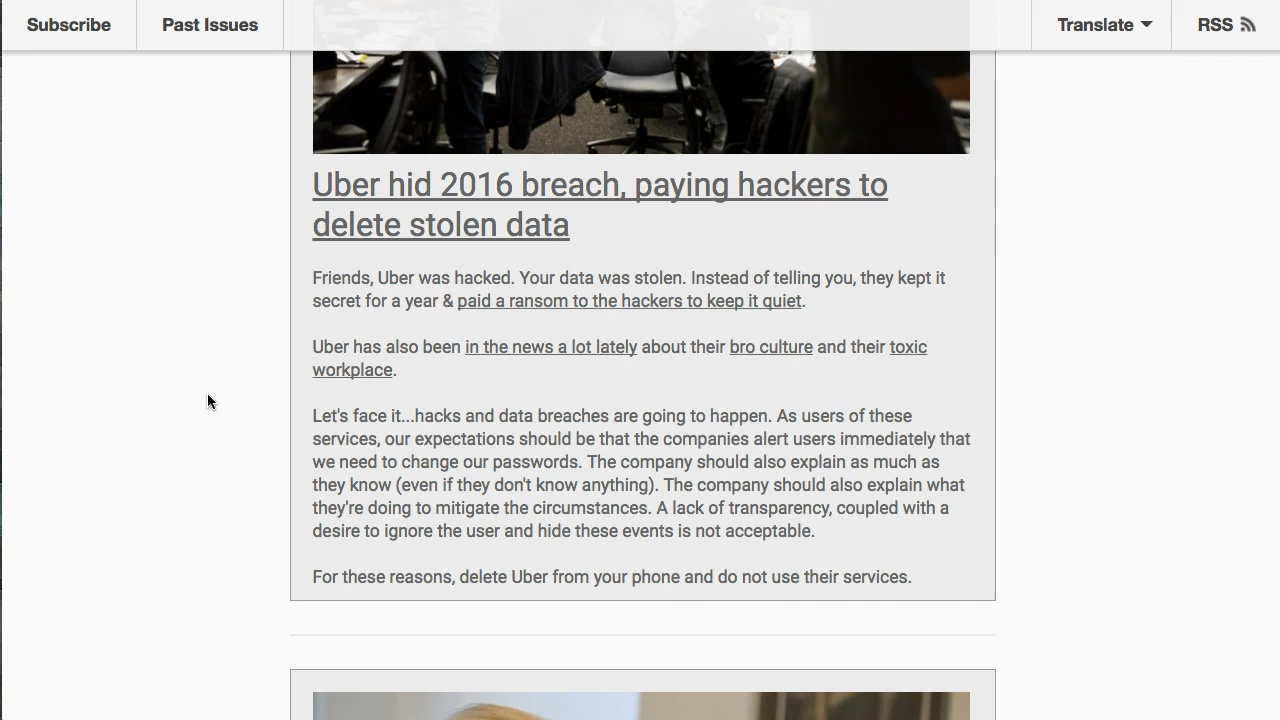 Subscribe
Past Issues
Translate
RSS
Uber hid 2016 breach, paying hackers to
delete stolen data
Friends, Uber was hacked. Your data was stolen. Instead of telling you, they kept it
secret for a year & paid a ransom to the hackers to keep it quiet.
Uber has also been in the news a lot lately about their bro culture and their toxic
workplace.
Let's face it...hacks and data breaches are going to happen. As users of these
services, our expectations should be that the companies alert users immediately that
we need to change our passwords. The company should also explain as much as
they know (even if they don't know anything). The company should also explain what
they're doing to mitigate the circumstances. A lack of transparency, coupled with a
desire to ignore the user and hide these events is not acceptable.
For these reasons, delete Uber from your phone and do not use their services.